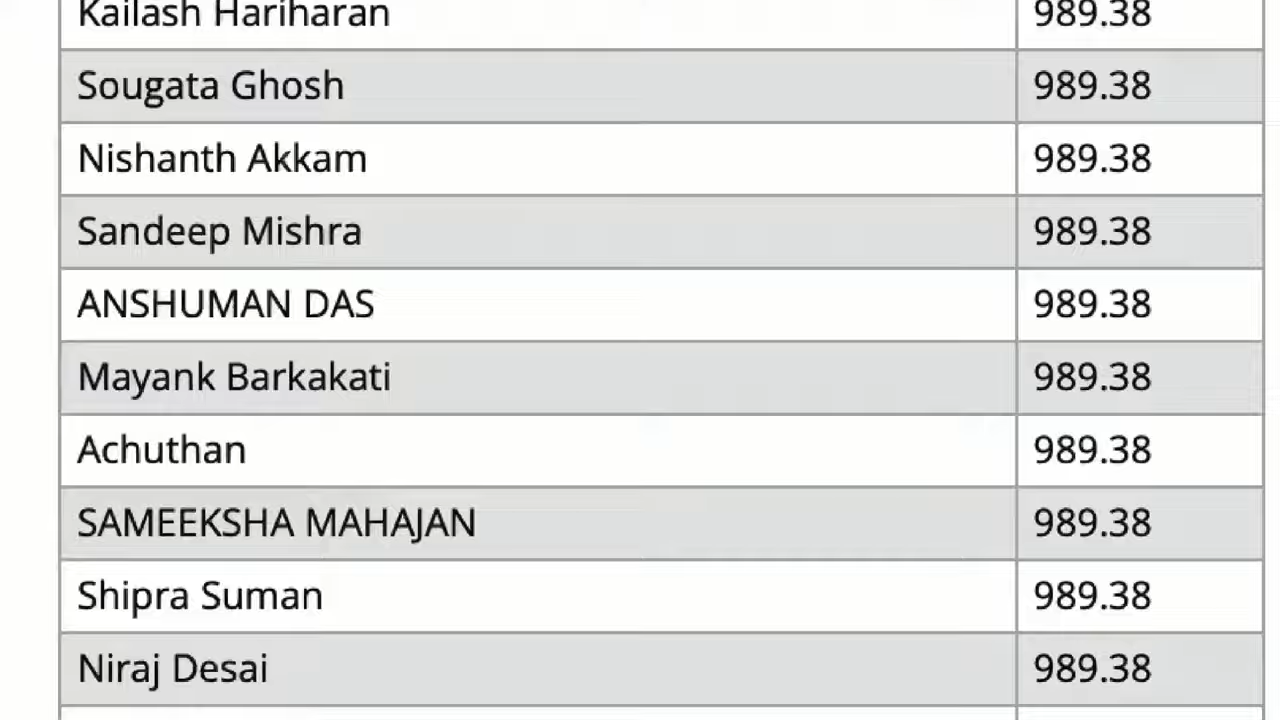 Kailash Hariharan 989.38
Sougata Ghosh 989.38
Nishanth Akkam 989.38
Sandeep Mishra 989.38
ANSHUMAN DAS 989.38
Mayank Barkakati 989.38
Achuthan 989.38
SAMEEKSHA MAHAJAN 989.38
Shipra Suman 989.38
Niraj Desai 989.38